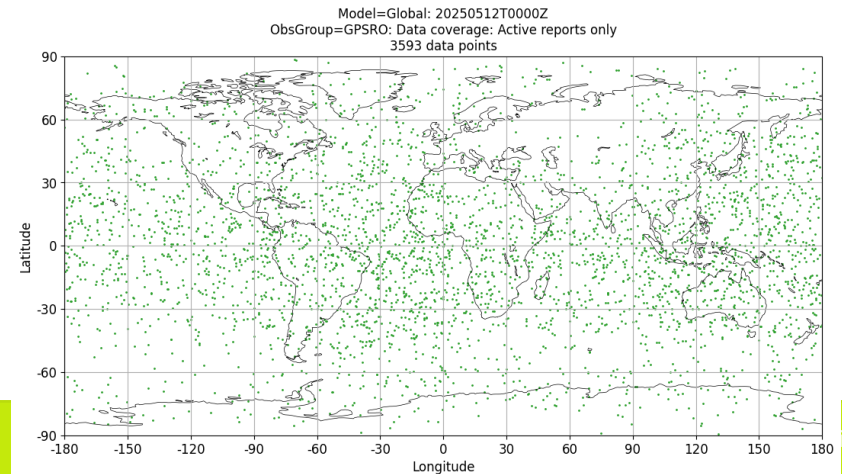 Model=Global: 20250512T0000Z
ObsGroup=GPSRO: Data coverage: Active reports only
3593 data points
90
60
30
0
-30
-60
-90
Latitude
-180 -150 -120 -90 -60 -30 0 30 60 90 120 150 180
Longitude